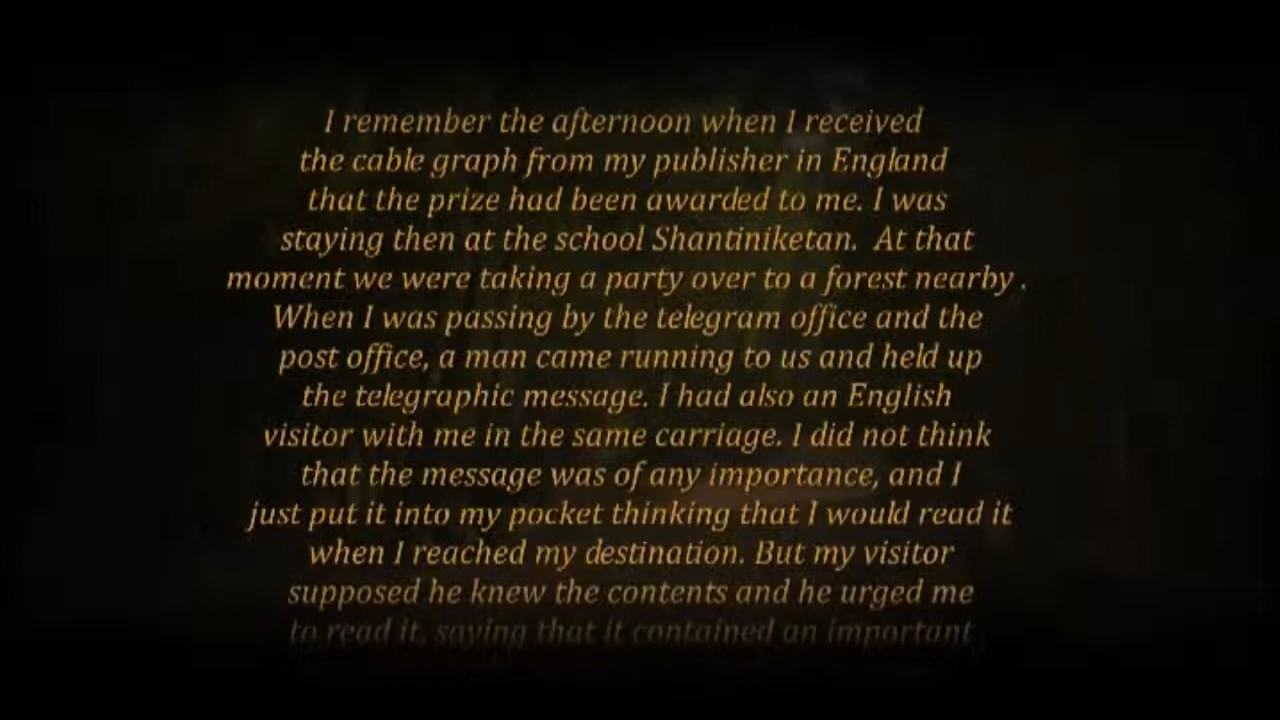 I remember the afternoon when I received
the cable graph from my publisher in England
that the prize had been awarded to me. I was
staying then at the school Shantiniketan.  At that
moment we were taking a party over to a forest nearby .
When I was passing by the telegram office and the
post office, a man came running to us and held up
the telegraphic message. I had also an English
visitor with me in the same carriage. I did not think
that the message was of any importance, and I
just put it into my pocket thinking that I would read it
when I reached my destination. But my visitor
supposed he knew the contents and he urged me
to read it, saying that it contained an important